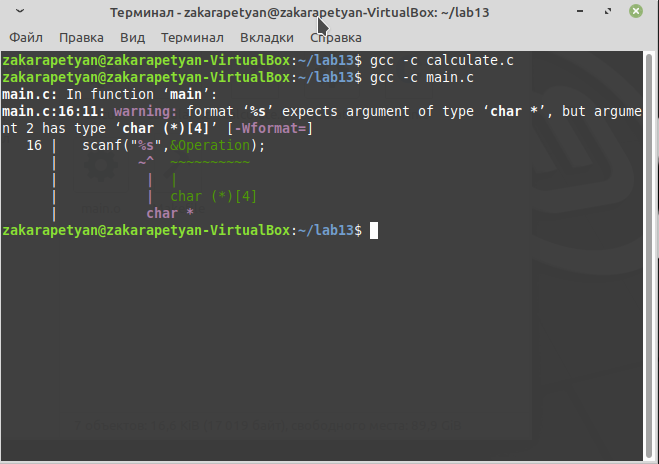 Терминал - zakarapetyan@zakarapetyan-VirtualBox: ~/lab13
Файл Правка Вид Терминал Вкладки Справка
zakarapetyan@zakarapetyan-VirtualBox:~/lab13$ gcc -c calculate.c
zakarapetyan@zakarapetyan-VirtualBox:~/lab13$ gcc -c main.c
main.c: In function ‘main’:
main.c:16:11: warning: format ‘%s’ expects argument of type ‘char *’, but argume
nt 2 has type ‘char (*)[4]’ [-Wformat=]
   16 |   scanf("%s",&Operation);
      |          ~^  ~~~~~~~~~~
      |           |  |
      |           |  char (*)[4]
      |           char *
zakarapetyan@zakarapetyan-VirtualBox:~/lab13$